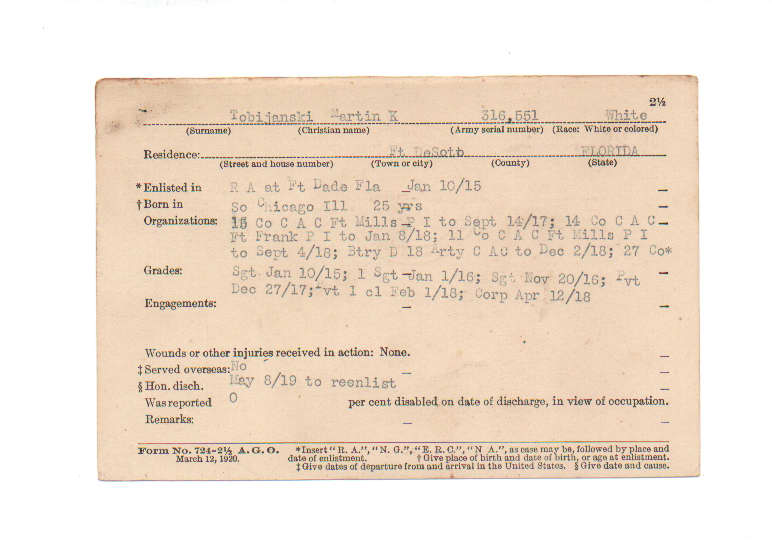 2½
Tobijanski Martin K 316,551 White
(Surname) (Christian name) (Army serial number) (Race: White or colored)
Residence: Ft DeSoto FLORIDA
(Street and house number) (Town or city) (County) (State)
*Enlisted in R A at Ft Dade Fla Jan 10/15
†Born in So Chicago Ill 25 yrs
Organizations: 15 Co C A C Ft Mills P I to Sept 14/17; 14 Co C A C
Ft Frank P I to Jan 8/18; 11 Co C A C Ft Mills P I
to Sept 4/18; Btry D 18 Arty C AC to Dec 2/18; 27 Co*
Grades: Sgt Jan 10/15; 1 Sgt Jan 1/16; Sgt Nov 20/16; Pvt
Dec 27/17; Pvt 1 cl Feb 1/18; Corp Apr 12/18
Engagements:
Wounds or other injuries received in action: None.
‡Served overseas: No
§Hon. disch. May 8/19 to reenlist
Was reported 0 per cent disabled on date of discharge, in view of occupation.
Remarks:
Form No. 724-2½ A. G. O. *Insert "R. A.", "N. G.", "E. R. C.", "N A.", as case may be, followed by place and
March 12, 1920. date of enlistment. †Give place of birth and date of birth, or age at enlistment.
‡Give dates of departure from and arrival in the United States. §Give date and cause.